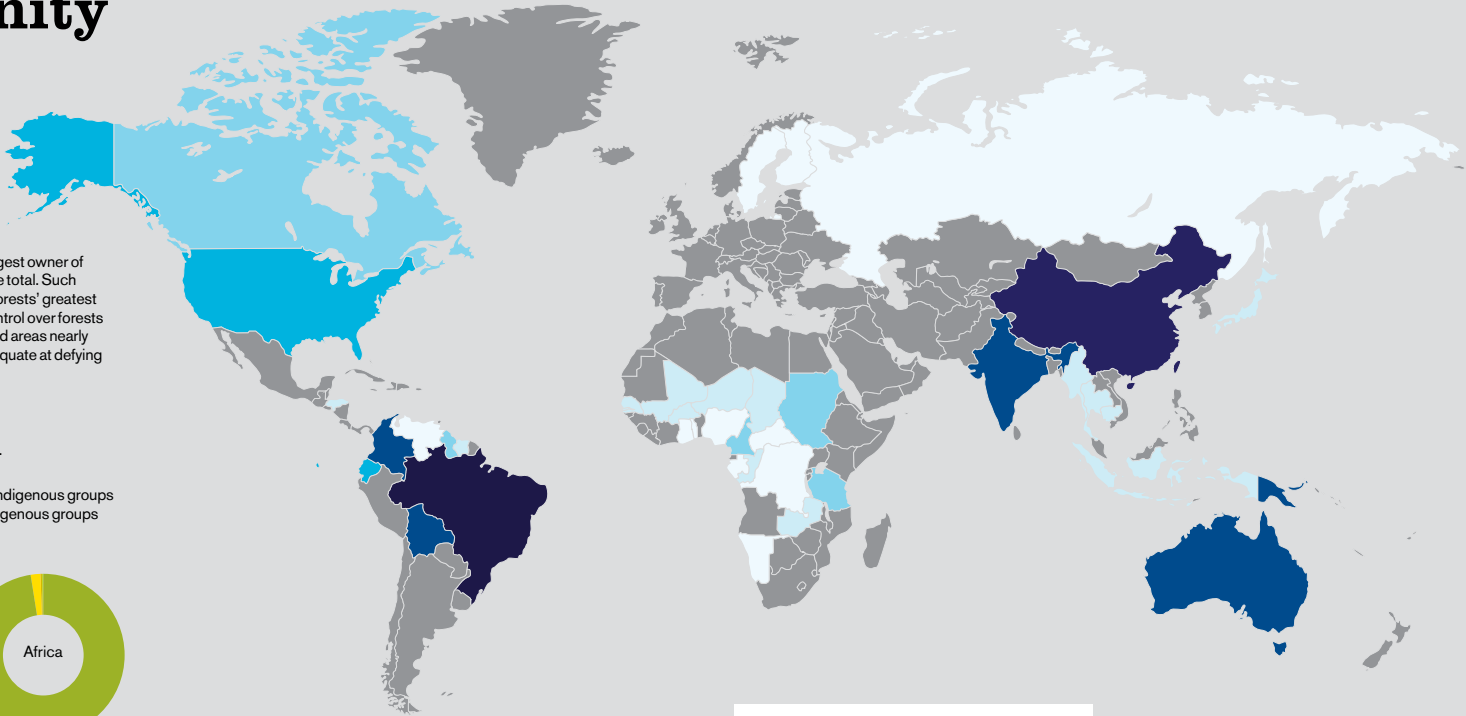 nity
gest owner of
e total. Such
orests’ greatest
ntrol over forests
d areas nearly
quate at defying
ndigenous groups
genous groups
Africa